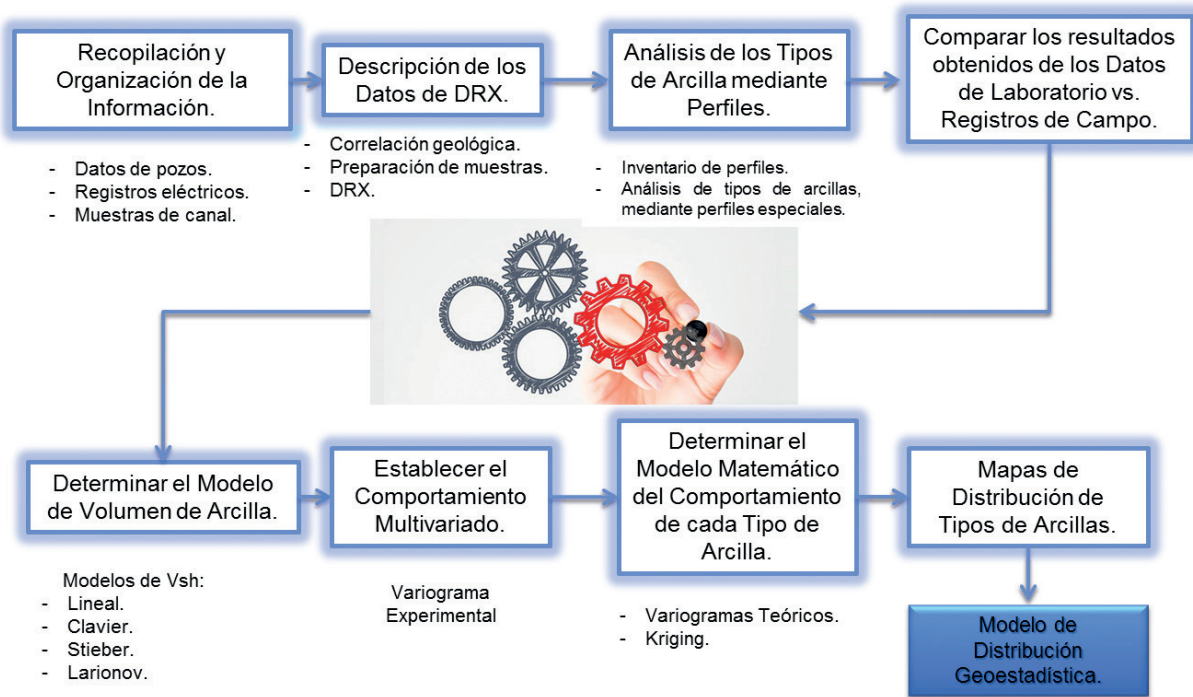 Recopilación y
Organización de la
Información.
- Datos de pozos.
- Registros eléctricos.
- Muestras de canal.
Descripción de los
Datos de DRX.
- Correlación geológica.
- Preparación de muestras.
- DRX.
Análisis de los Tipos
de Arcilla mediante
Perfiles.
- Inventario de perfiles.
- Análisis de tipos de arcillas,
mediante perfiles especiales.
Comparar los resultados
obtenidos de los Datos
de Laboratorio vs.
Registros de Campo.
Determinar el Modelo
de Volumen de Arcilla.
Modelos de Vsh:
- Lineal.
- Clavier.
- Stieber.
- Larionov.
Establecer el
Comportamiento
Multivariado.
Variograma
Experimental
Determinar el
Modelo Matemático
del Comportamiento
de cada Tipo de
Arcilla.
- Variogramas Teóricos.
- Kriging.
Mapas de
Distribución de
Tipos de Arcillas.
Modelo de
Distribución
Geoestadística.